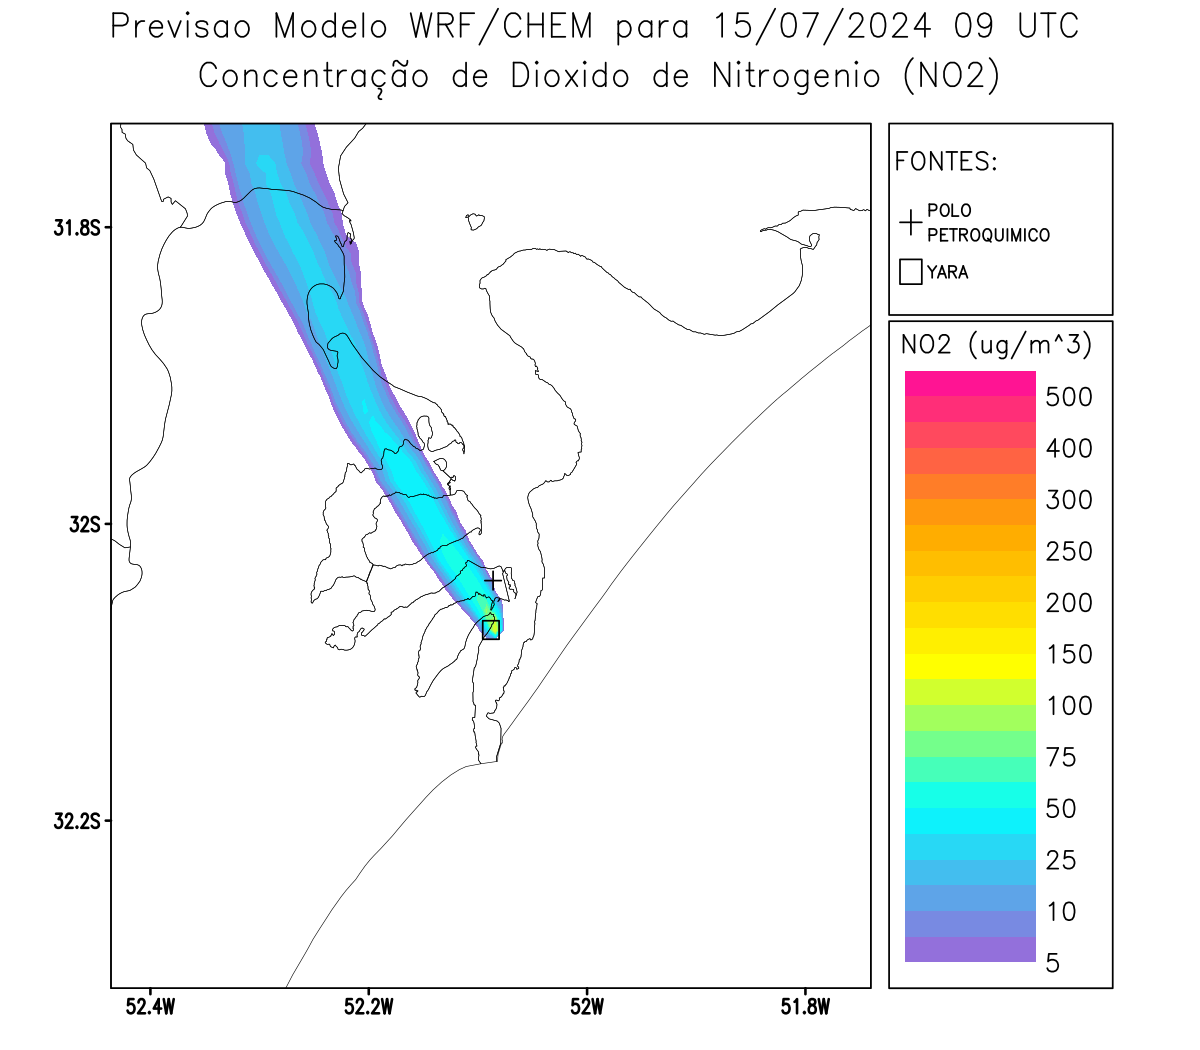 Previsao Modelo WRF/CHEM para 15/07/2024 09 UTC
Concentração de Dioxido de Nitrogenio (NO2)
FONTES:
POLO
PETROQUIMICO
YARA
NO2 (ug/m^3)
500
400
300
250
200
150
100
75
50
25
10
5
31.8S
32S
32.2S
52.4W
52.2W
52W
51.8W